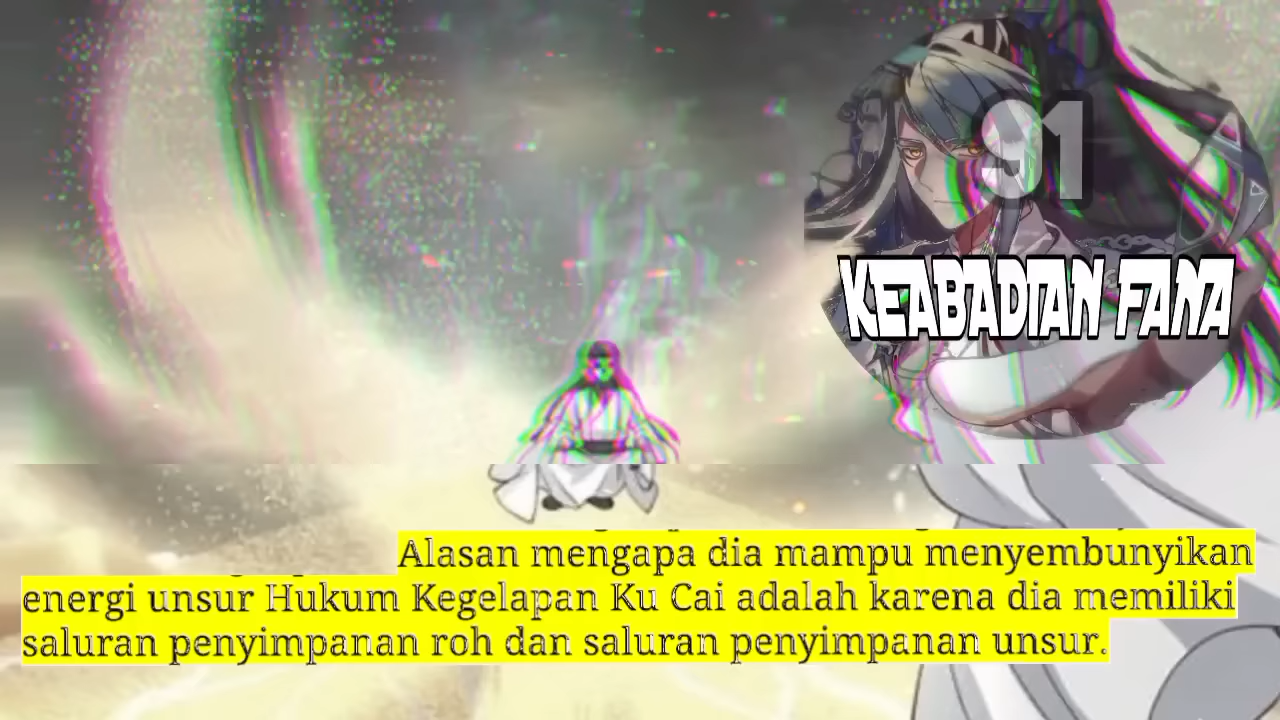 91
KEABADIAN FANA
Alasan mengapa dia mampu menyembunyikan
energi unsur Hukum Kegelapan Ku Cai adalah karena dia memiliki
saluran penyimpanan roh dan saluran penyimpanan unsur.